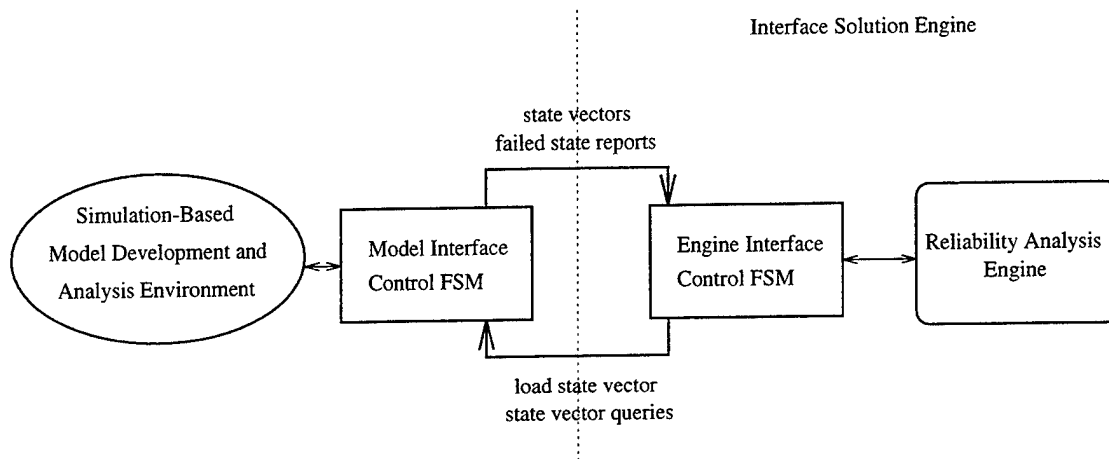 Interface Solution Engine
state vectors
failed state reports
Simulation-Based
Model Development and
Analysis Environment
Model Interface
Control FSM
Engine Interface
Control FSM
Reliability Analysis
Engine
load state vector
state vector queries